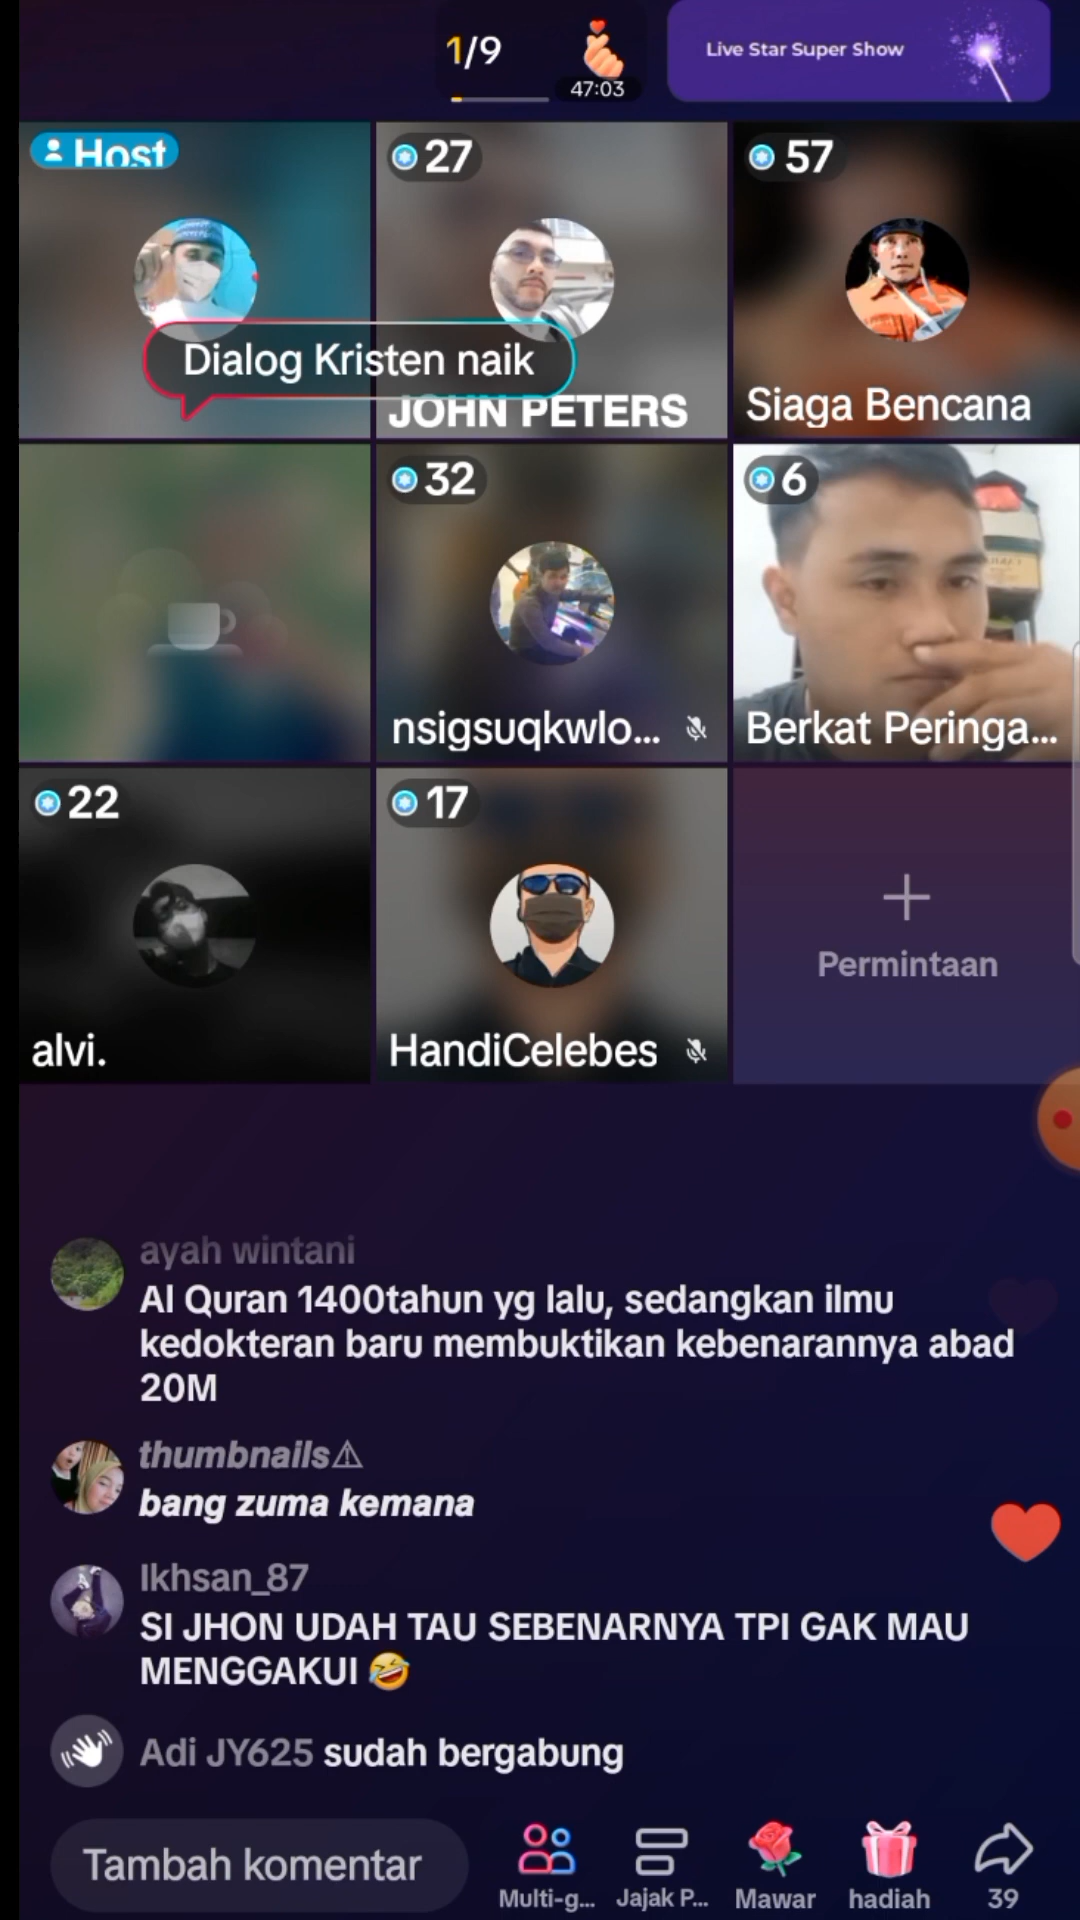 1/9
47:03
Live Star Super Show
Host
27
57
Dialog Kristen naik
JOHN PETERS
Siaga Bencana
32
6
nsigsuqkwlo...
Berkat Peringa...
22
17
alvi.
HandiCelebes
Permintaan
ayah wintani
Al Quran 1400tahun yg lalu, sedangkan ilmu
kedokteran baru membuktikan kebenarannya abad
20M
thumbnails⚠
bang zuma kemana
Ikhsan_87
SI JHON UDAH TAU SEBENARNYA TPI GAK MAU
MENGGAKUI 🤣
Adi JY625 sudah bergabung
Tambah komentar
Multi-g...
Jajak P...
Mawar
hadiah
39